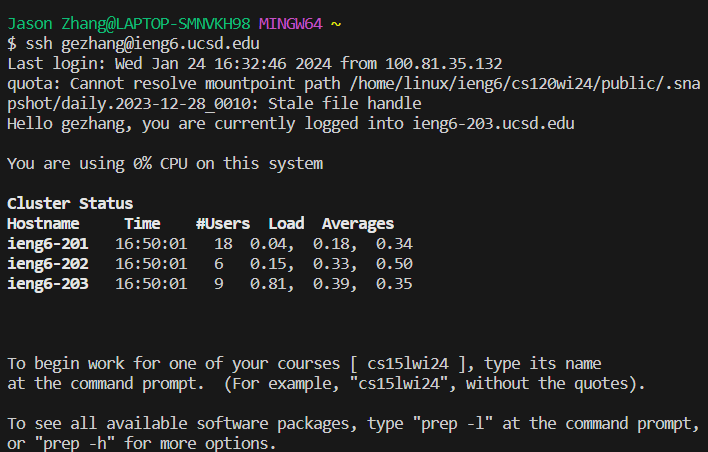 Jason Zhang@LAPTOP-SMNVKH98 MINGW64 ~
$ ssh gezhang@ieng6.ucsd.edu
Last login: Wed Jan 24 16:32:46 2024 from 100.81.35.132
quota: Cannot resolve mountpoint path /home/linux/ieng6/cs120wi24/public/.sna
pshot/daily.2023-12-28_0010: Stale file handle
Hello gezhang, you are currently logged into ieng6-203.ucsd.edu
You are using 0% CPU on this system
Cluster Status
Hostname     Time    #Users  Load  Averages
ieng6-201   16:50:01   18  0.04,  0.18,  0.34
ieng6-202   16:50:01   6   0.15,  0.33,  0.50
ieng6-203   16:50:01   9   0.81,  0.39,  0.35
To begin work for one of your courses [ cs15lwi24 ], type its name
at the command prompt.  (For example, "cs15lwi24", without the quotes).
To see all available software packages, type "prep -l" at the command prompt,
or "prep -h" for more options.